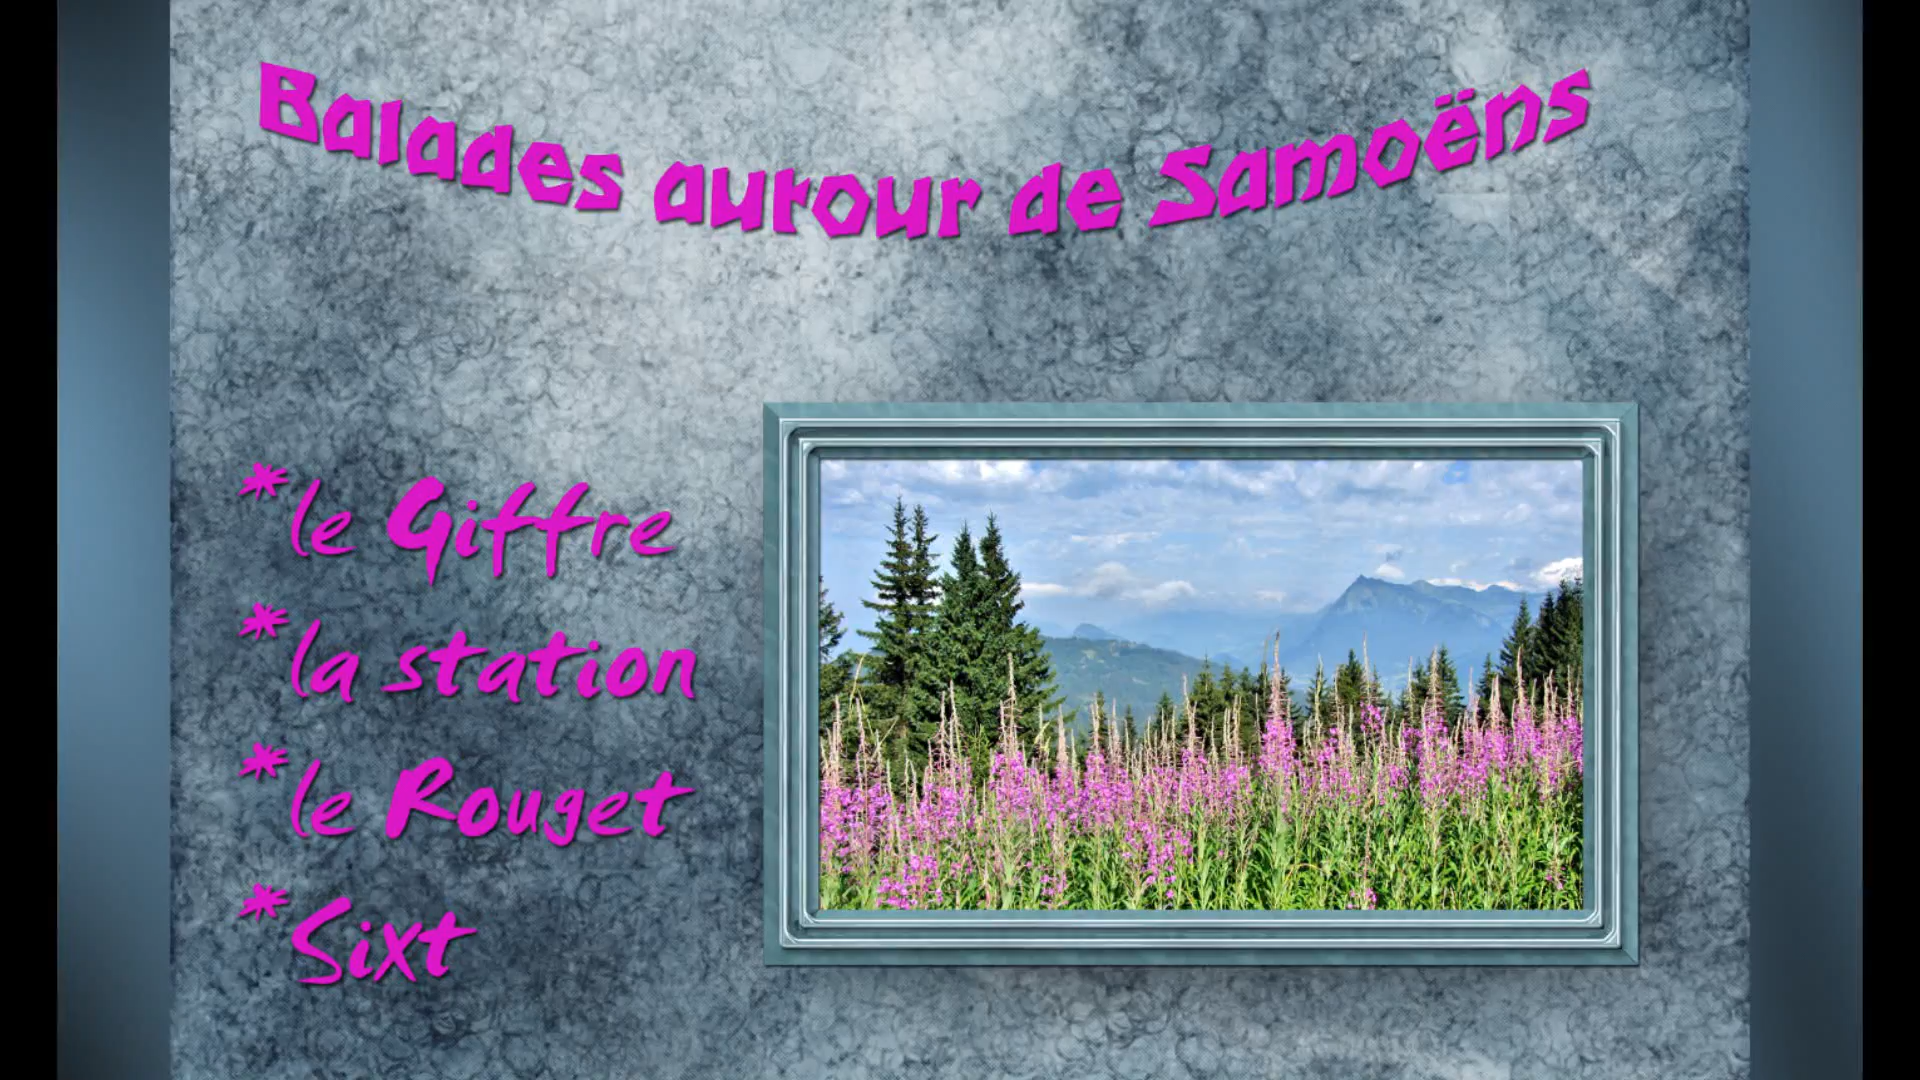 Balades autour de Samoëns
*le Giffre
*la station
*le Rouget
*Sixt